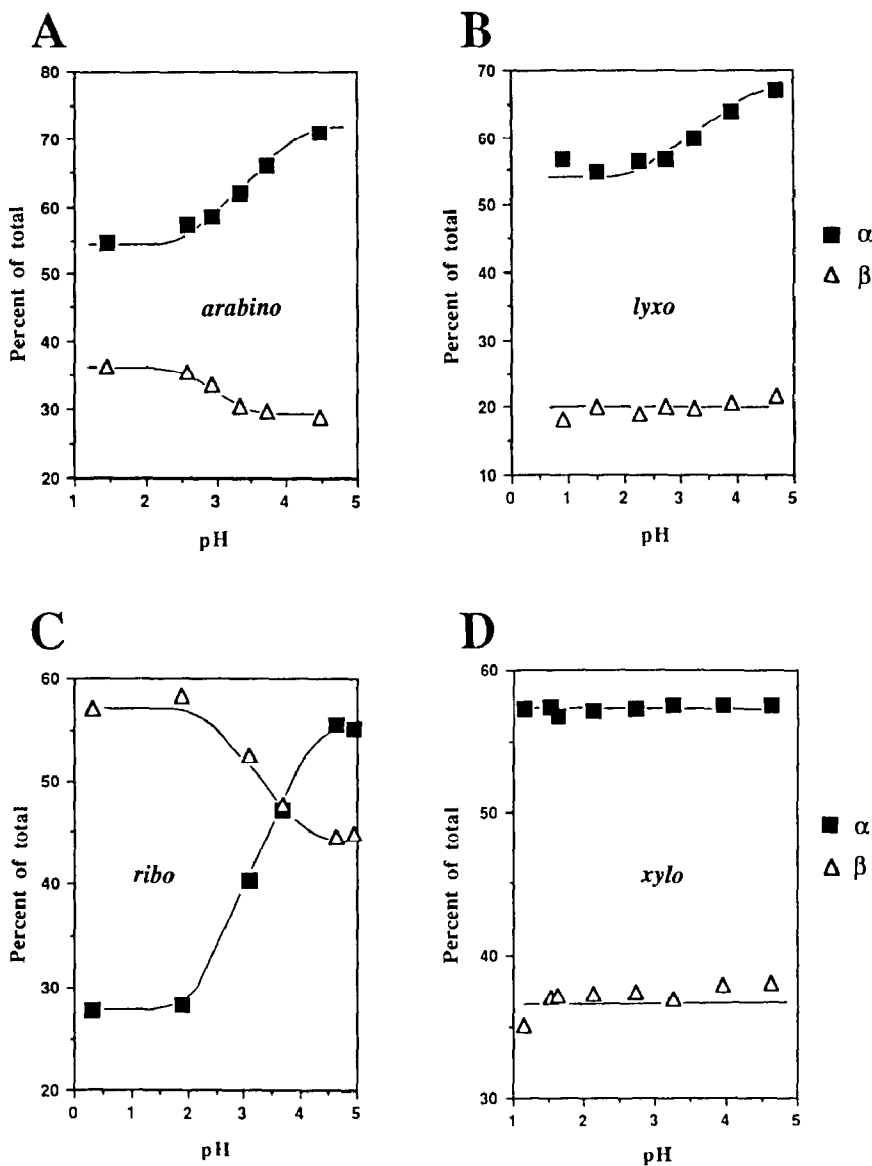 A
80
70
60
50
40
30
20
Percent of total
arabino
1 2 3 4 5
pH
B
70
60
50
40
30
20
10
Percent of total
lyxo
0 1 2 3 4 5
pH
■ α
△ β
C
60
50
40
30
20
Percent of total
ribo
0 1 2 3 4 5
pH
D
60
50
40
30
Percent of total
xylo
1 2 3 4 5
pH
■ α
△ β